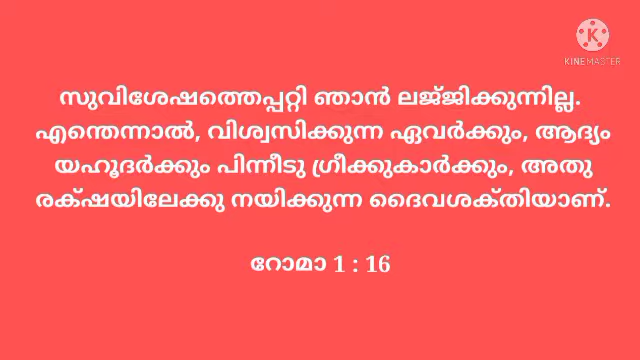 K
KINEMASTER
സുവിശേഷത്തെപ്പറ്റി ഞാൻ ലജ്ജിക്കുന്നില്ല.
എന്തെന്നാൽ, വിശ്വസിക്കുന്ന ഏവർക്കും, ആദ്യം
യഹൂദർക്കും പിന്നീടു ഗ്രീക്കുകാർക്കും, അതു
രക്ഷയിലേക്കു നയിക്കുന്ന ദൈവശക്തിയാണ്.
റോമാ 1 : 16